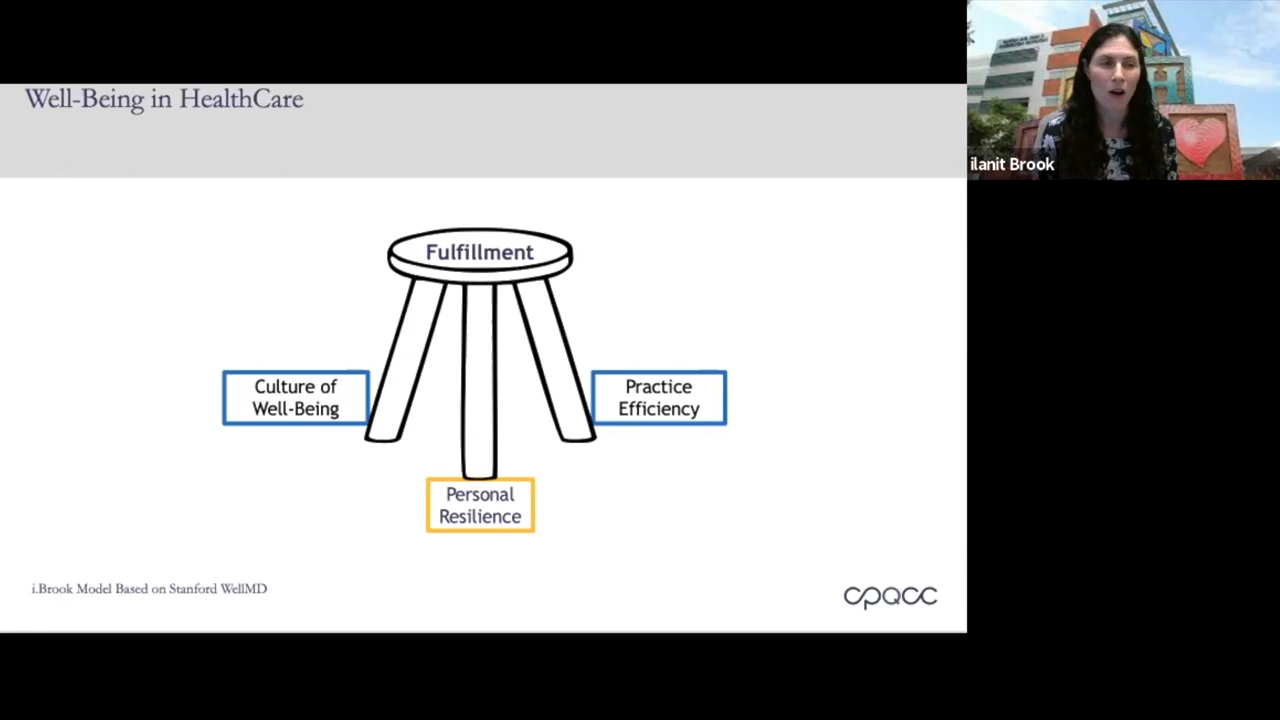 Well-Being in HealthCare
ilanit Brook
Fulfillment
Culture of
Well-Being
Practice
Efficiency
Personal
Resilience
i.Brook Model Based on Stanford WellMD
cpqcc